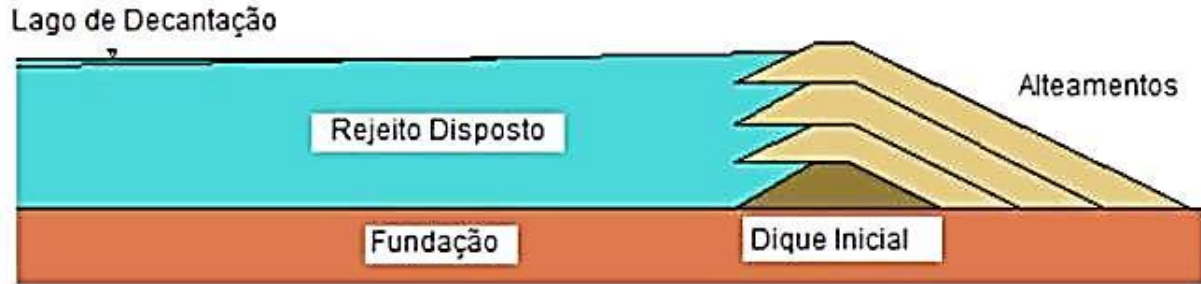 Lago de Decantação
Alteamentos
Rejeito Disposto
Fundação
Dique Inicial